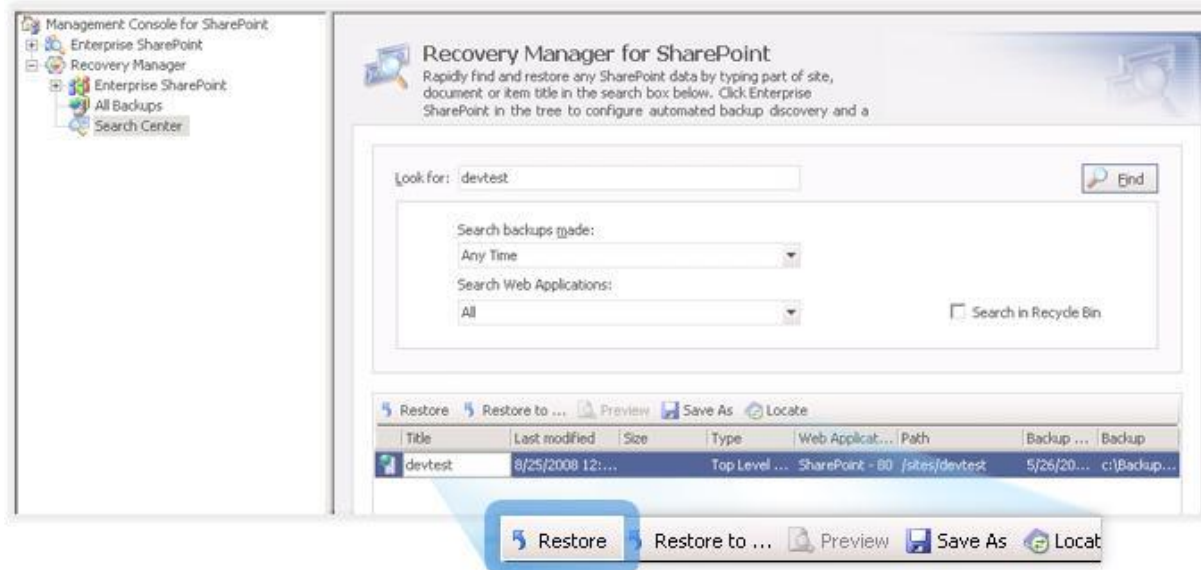 Management Console for SharePoint
Enterprise SharePoint
Recovery Manager
Enterprise SharePoint
All Backups
Search Center
Recovery Manager for SharePoint
Rapidly find and restore any SharePoint data by typing part of site,
document or item title in the search box below. Click Enterprise
SharePoint in the tree to configure automated backup discovery and a
Look for: devtest
Find
Search backups made:
Any Time
Search Web Applications:
All
Search in Recycle Bin
Restore Restore to ... Preview Save As Locate
Title Last modified Size Type Web Applicat... Path Backup ... Backup
devtest 8/25/2008 12:... Top Level ... SharePoint - 80 /sites/devtest 5/26/20... c:\Backup...
Restore Restore to ... Preview Save As Locat